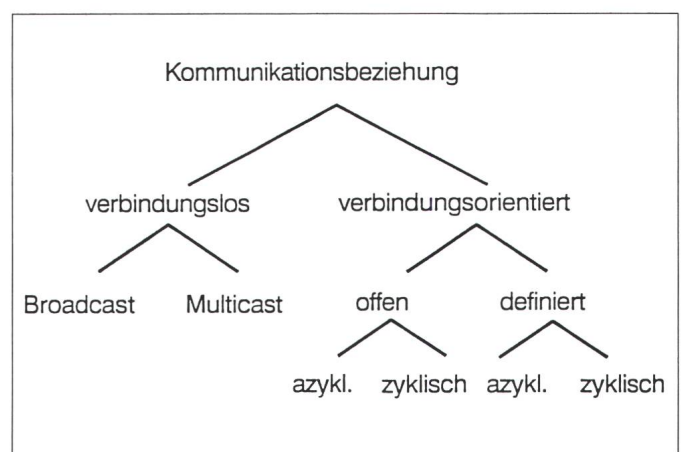 Kommunikationsbeziehung
verbindungslos verbindungsorientiert
Broadcast Multicast offen definiert
azykl. zyklisch azykl. zyklisch